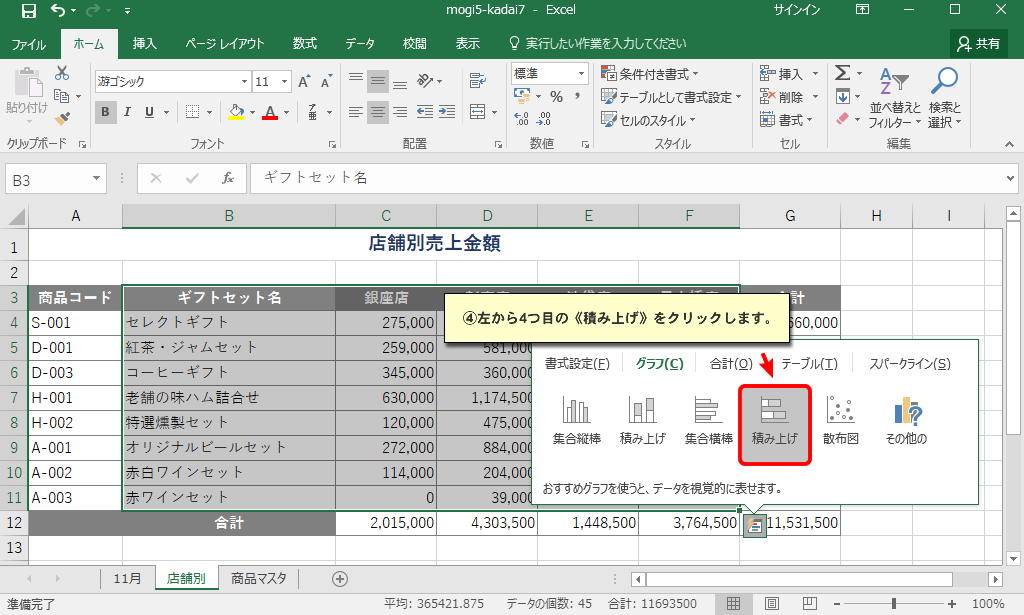 mogi5-kadai7 - Excel
サインイン
ファイル ホーム 挿入 ページ レイアウト 数式 データ 校閲 表示 実行したい作業を入力してください 共有
貼り付け
游ゴシック 11
標準
B I U
% ,
条件付き書式
テーブルとして書式設定
セルのスタイル
挿入
削除
書式
並べ替えと フィルター
検索と 選択
クリップボード フォント 配置 数値 スタイル セル 編集
B3 fx ギフトセット名
A B C D E F G H I
1 店舗別売上金額
2
3 商品コード ギフトセット名 銀座店 計
4 S-001 セレクトギフト 275,000 660,000
5 D-001 紅茶・ジャムセット 259,000 581,000
6 D-003 コーヒーギフト 345,000 360,000
7 H-001 老舗の味ハム詰合せ 630,000 1,174,500
8 H-002 特選燻製セット 120,000 475,000
9 A-001 オリジナルビールセット 272,000 884,000
10 A-002 赤白ワインセット 114,000 204,000
11 A-003 赤ワインセット 0 39,000
12 合計 2,015,000 4,303,500 1,448,500 3,764,500 11,531,500
13
④左から4つ目の《積み上げ》をクリックします。
書式設定(F) グラフ(C) 合計(O) テーブル(T) スパークライン(S)
集合縦棒 積み上げ 集合横棒 積み上げ 散布図 その他の
おすすめグラフを使うと、データを視覚的に表せます。
11月 店舗別 商品マスタ
準備完了 平均: 365421.875 データの個数: 45 合計: 11693500 100%